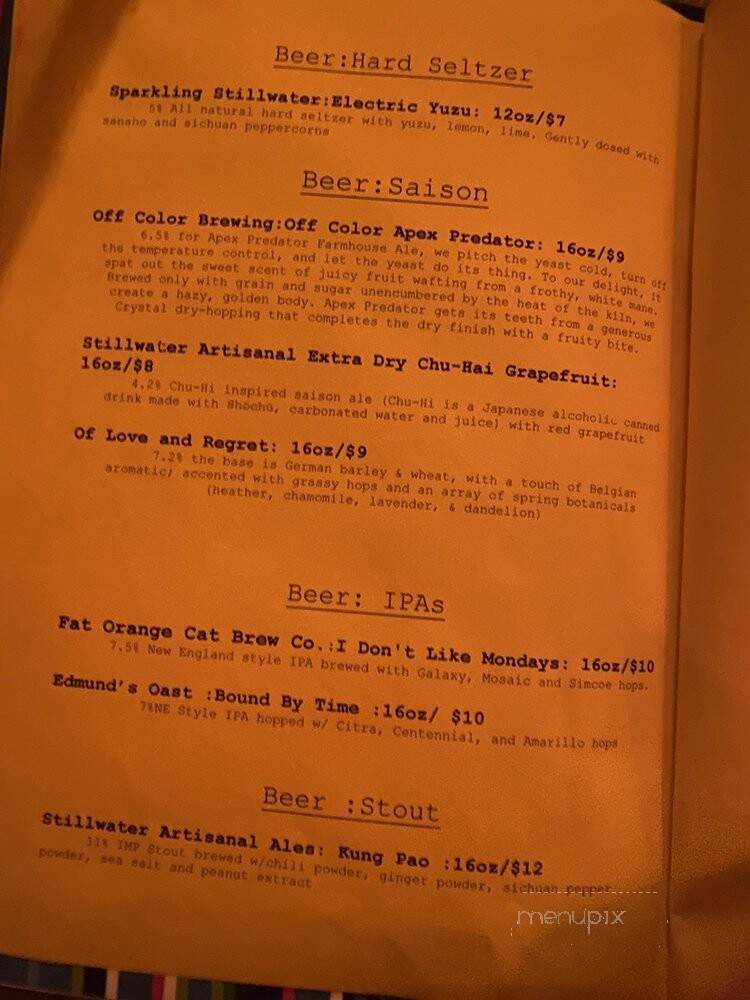 Beer:Hard Seltzer
Sparkling Stillwater:Electric Yuzu: 12oz/$7
5% All natural hard seltzer with yuzu, lemon, lime. Gently dosed with
sansho and sichuan peppercorns
Beer:Saison
Off Color Brewing:Off Color Apex Predator: 16oz/$9
6.5% for Apex Predator Farmhouse Ale, we pitch the yeast cold, turn off
the temperature control, and let the yeast do its thing. To our delight, it
spat out the sweet scent of juicy fruit wafting from a frothy, white mane.
Brewed only with grain and sugar unencumbered by the heat of the kiln, we
create a hazy, golden body. Apex Predator gets its teeth from a generous
Crystal dry-hopping that completes the dry finish with a fruity bite.
Stillwater Artisanal Extra Dry Chu-Hai Grapefruit:
16oz/$8
4.2% Chu-Hi inspired saison ale (Chu-Hi is a Japanese alcoholic canned
drink made with Shōchū, carbonated water and juice) with red grapefruit
Of Love and Regret: 16oz/$9
7.2% the base is German barley & wheat, with a touch of Belgian
aromatic; accented with grassy hops and an array of spring botanicals
(heather, chamomile, lavender, & dandelion)
Beer: IPAs
Fat Orange Cat Brew Co.:I Don't Like Mondays: 16oz/$10
7.5% New England style IPA brewed with Galaxy, Mosaic and Simcoe hops.
Edmund's Oast :Bound By Time :16oz/ $10
7%NE Style IPA hopped w/ Citra, Centennial, and Amarillo hops
Beer :Stout
Stillwater Artisanal Ales: Kung Pao :16oz/$12
11% IMP Stout brewed w/chili powder, ginger powder, sichuan pepper
powder, sea salt and peanut extract
menupix